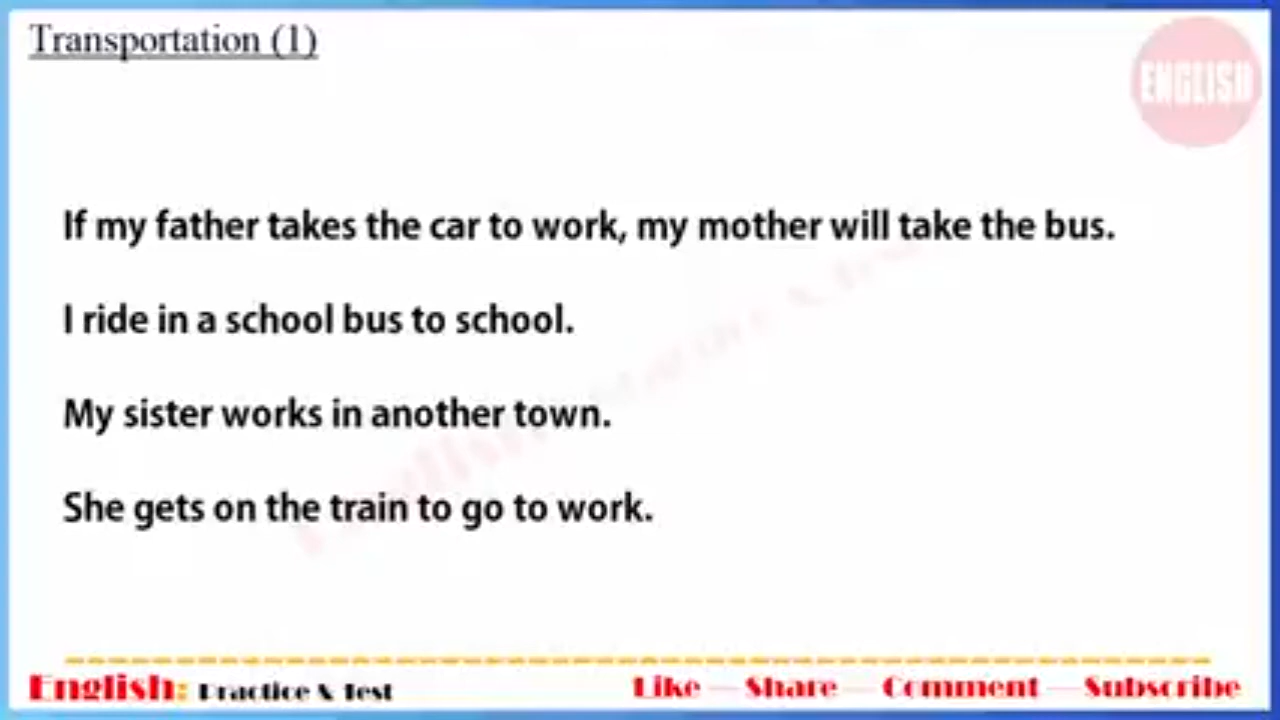 Transportation (1)
ENGLISH
If my father takes the car to work, my mother will take the bus.
I ride in a school bus to school.
My sister works in another town.
She gets on the train to go to work.
English: Practice & Test
Like — Share — Comment — Subscribe